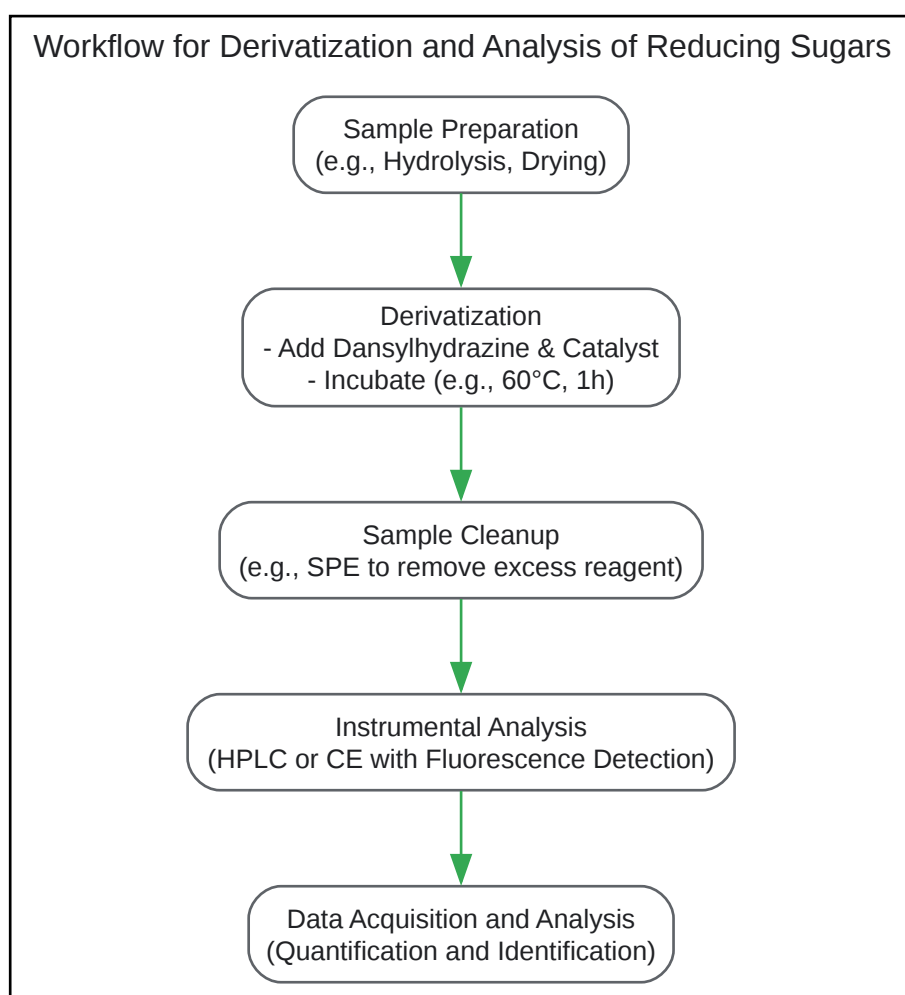 Workflow for Derivatization and Analysis of Reducing Sugars
Sample Preparation
(e.g., Hydrolysis, Drying)
Derivatization
- Add Dansylhydrazine & Catalyst
- Incubate (e.g., 60°C, 1h)
Sample Cleanup
(e.g., SPE to remove excess reagent)
Instrumental Analysis
(HPLC or CE with Fluorescence Detection)
Data Acquisition and Analysis
(Quantification and Identification)